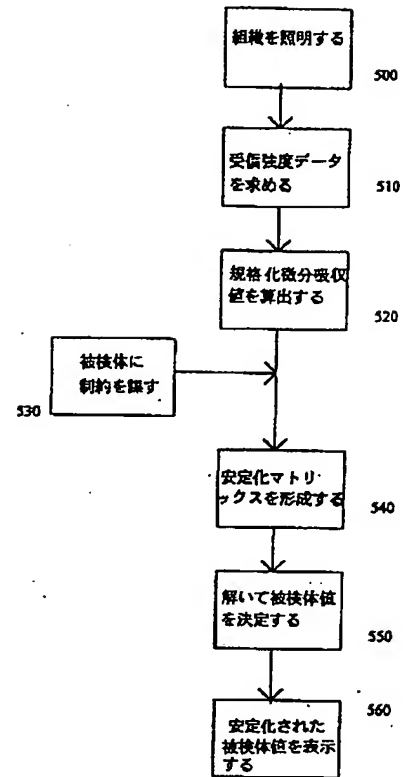 組織を照明する
500
受信強度データ
を求める
510
規格化微分吸収
値を算出する
520
被検体に
制約を課す
530
安定化マトリ
ックスを形成する
540
解いて被検体値
を決定する
550
560
安定化された
被検体値を表示
する